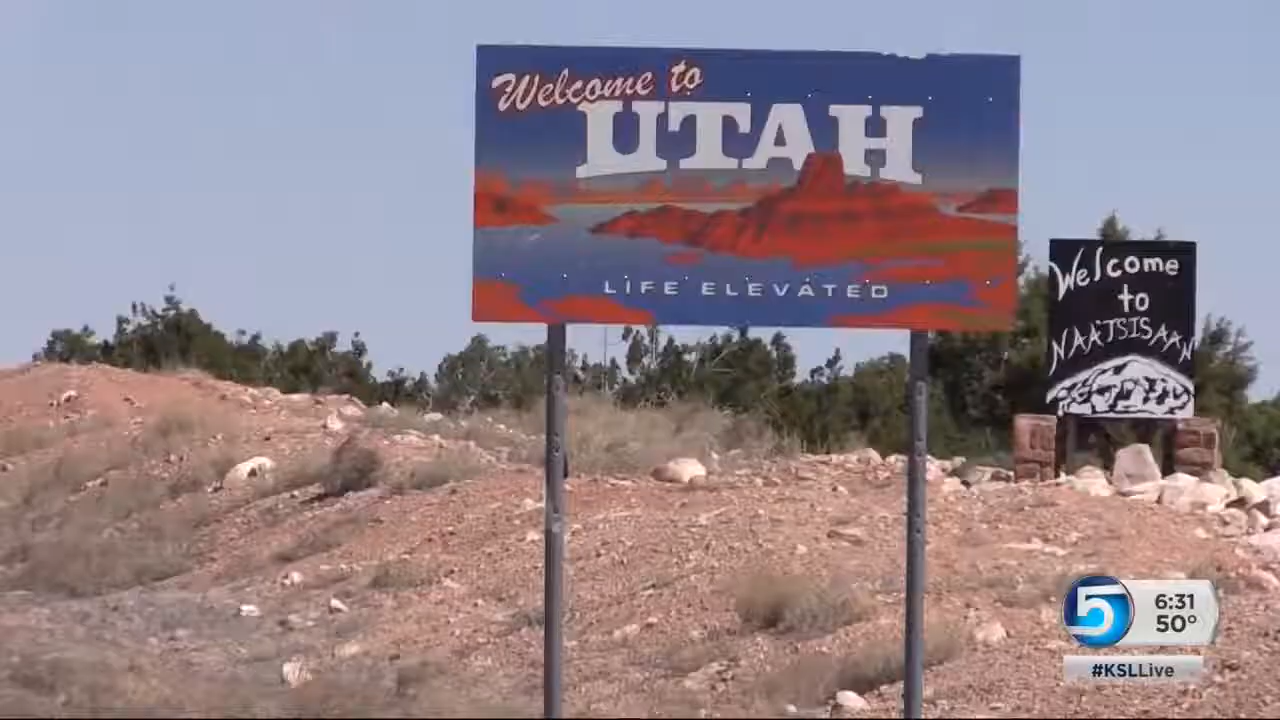 Welcome to
UTAH
LIFE ELEVATED
Welcome
to
NAATSISAAN
5
6:31
50°
#KSLLive